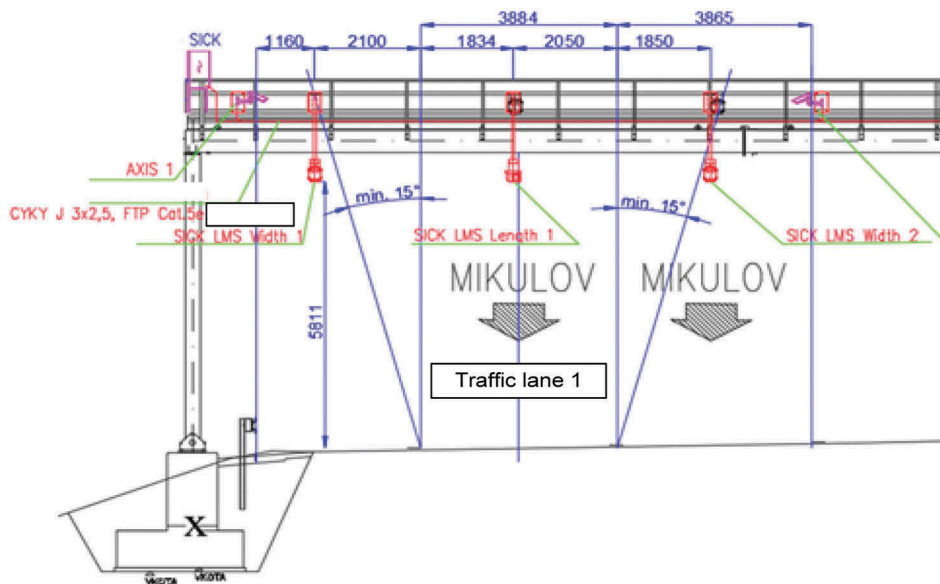 3884
3865
SICK
1160
2100
1834
2050
1850
AXIS 1
CYKY J 3x2,5, FTP Cat.5e
min. 15°
min. 15°
SICK LMS Width 1
SICK LMS Length 1
SICK LMS Width 2
MIKULOV
MIKULOV
5811
Traffic lane 1
X
VKOTA
VKOTA